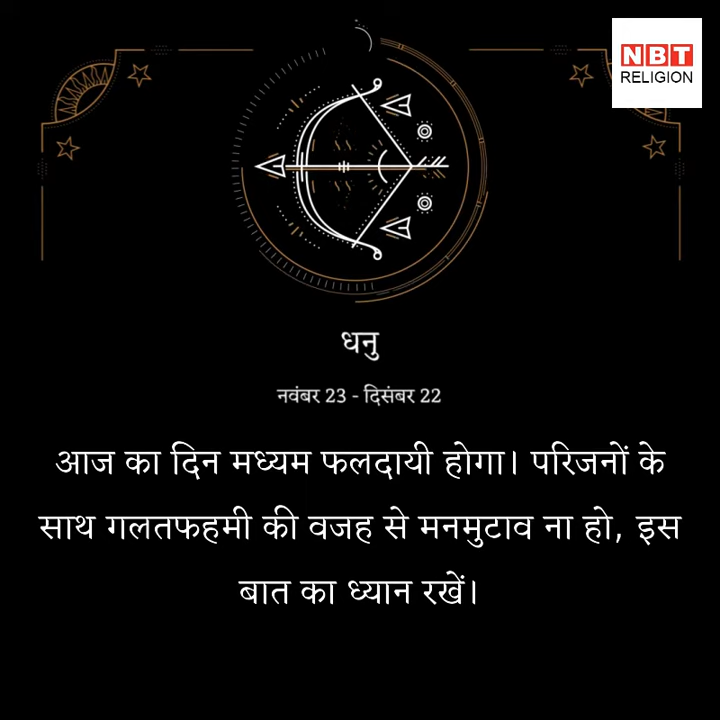 NBT
RELIGION
धनु
नवंबर 23 - दिसंबर 22
आज का दिन मध्यम फलदायी होगा। परिजनों के
साथ गलतफहमी की वजह से मनमुटाव ना हो, इस
बात का ध्यान रखें।